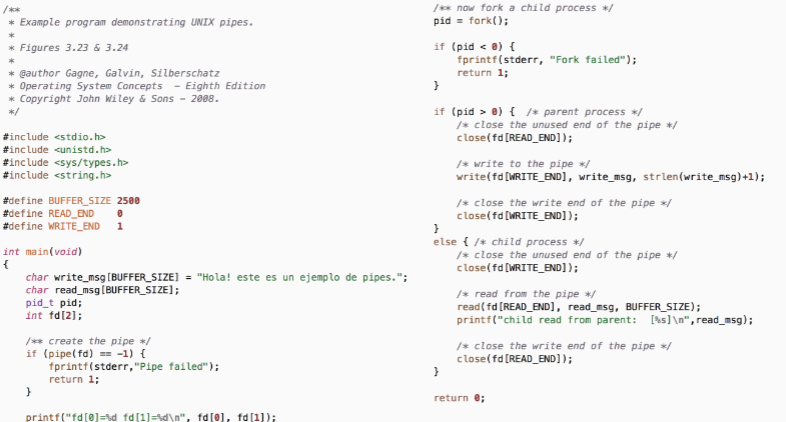 /**
 * Example program demonstrating UNIX pipes.
 *
 * Figures 3.23 & 3.24
 *
 * @author Gagne, Galvin, Silberschatz
 * Operating System Concepts  - Eighth Edition
 * Copyright John Wiley & Sons - 2008.
 */

#include <stdio.h>
#include <unistd.h>
#include <sys/types.h>
#include <string.h>

#define BUFFER_SIZE 2500
#define READ_END    0
#define WRITE_END   1

int main(void)
{
    char write_msg[BUFFER_SIZE] = "Hola! este es un ejemplo de pipes.";
    char read_msg[BUFFER_SIZE];
    pid_t pid;
    int fd[2];

    /** create the pipe */
    if (pipe(fd) == -1) {
        fprintf(stderr,"Pipe failed");
        return 1;
    }

    printf("fd[0]=%d fd[1]=%d\n", fd[0], fd[1]);

/** now fork a child process */
pid = fork();

if (pid < 0) {
    fprintf(stderr, "Fork failed");
    return 1;
}

if (pid > 0) {  /* parent process */
    /* close the unused end of the pipe */
    close(fd[READ_END]);

    /* write to the pipe */
    write(fd[WRITE_END], write_msg, strlen(write_msg)+1);

    /* close the write end of the pipe */
    close(fd[WRITE_END]);
}
else { /* child process */
    /* close the unused end of the pipe */
    close(fd[WRITE_END]);

    /* read from the pipe */
    read(fd[READ_END], read_msg, BUFFER_SIZE);
    printf("child read from parent:  [%s]\n",read_msg);

    /* close the write end of the pipe */
    close(fd[READ_END]);
}

return 0;